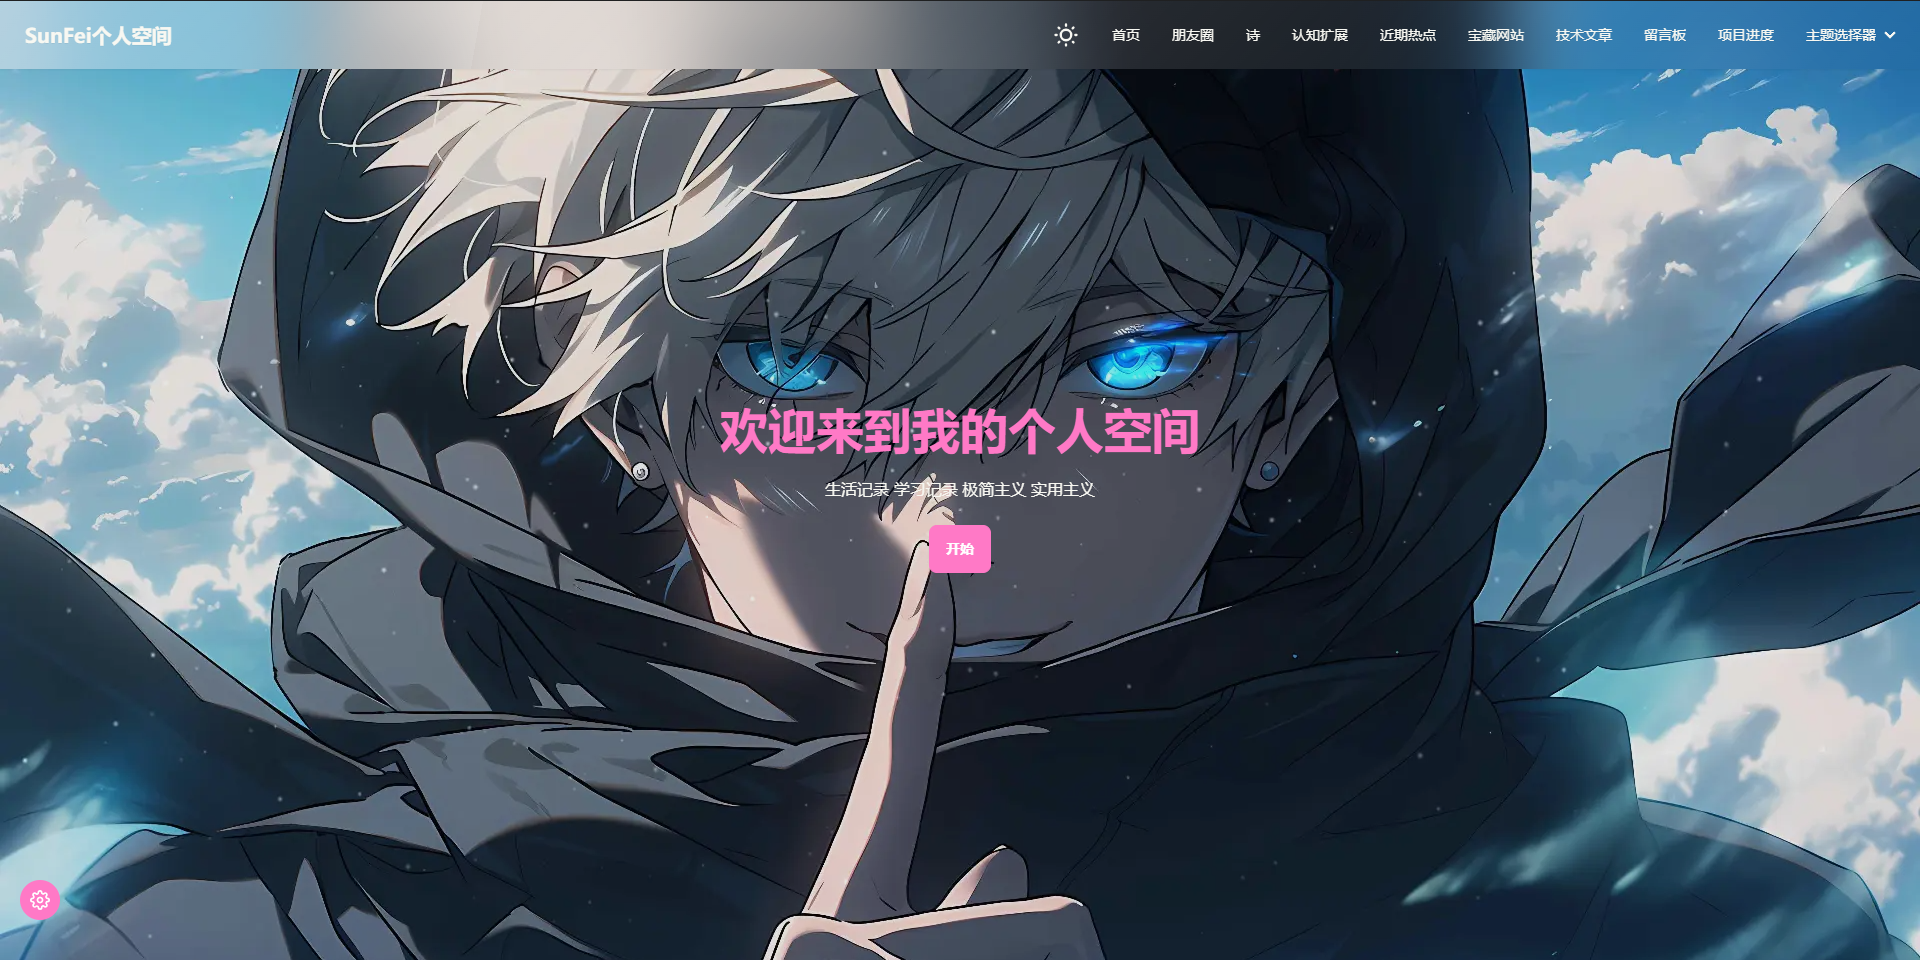 SunFei个人空间
首页 朋友圈 诗 认知扩展 近期热点 宝藏网站 技术文章 留言板 项目进度 主题选择器
欢迎来到我的个人空间
生活记录 学习记录 极简主义 实用主义
开始